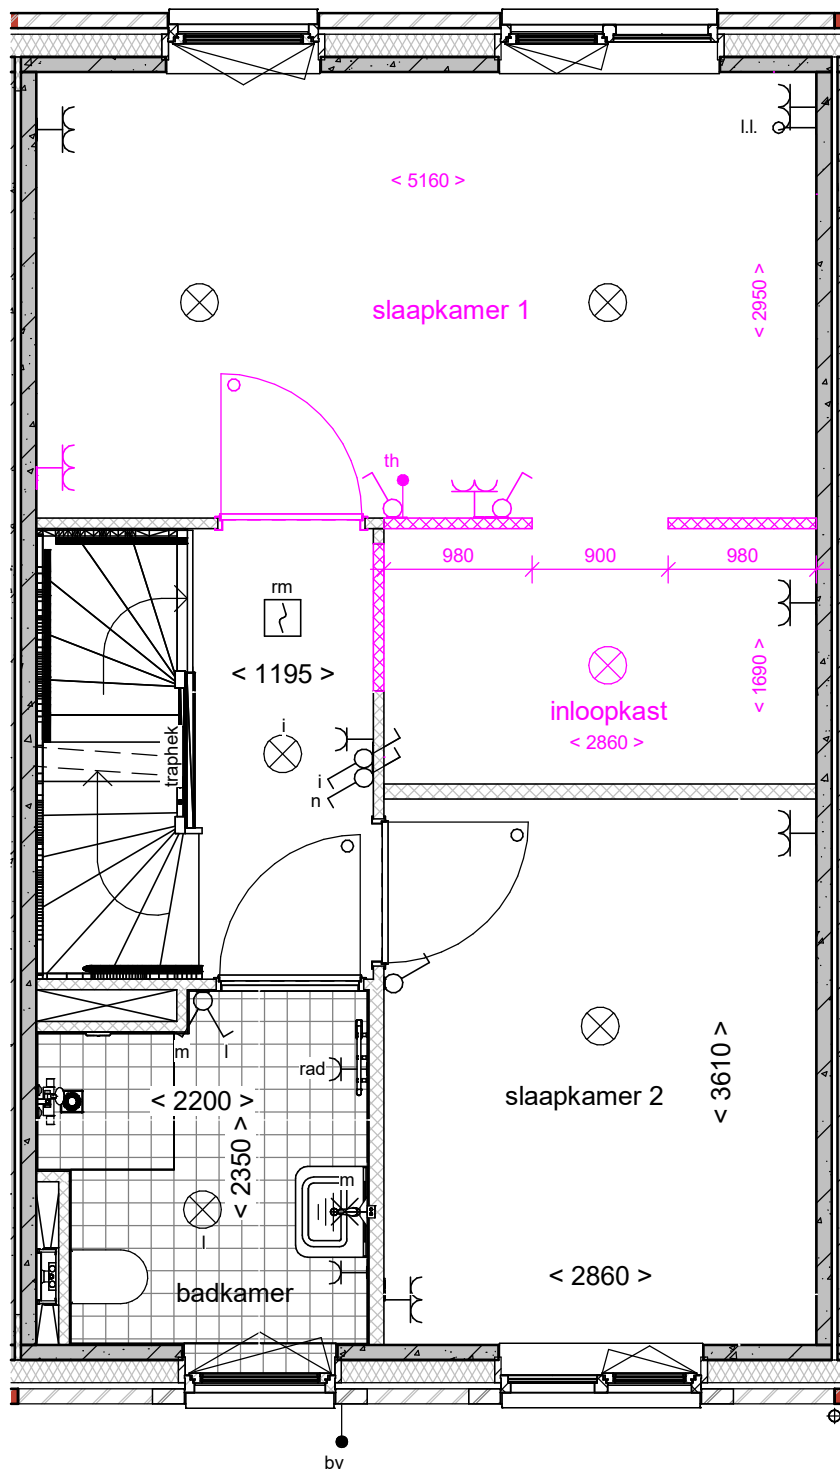 l.l.
< 5160 >
slaapkamer 1
< 2950 >
th
980
900
980
rm
< 1195 >
< 1690 >
inloopkast
< 2860 >
i
traphek
i
n
m
l
rad
< 2200 >
< 2350 >
slaapkamer 2
< 3610 >
m
l
badkamer
< 2860 >
bv